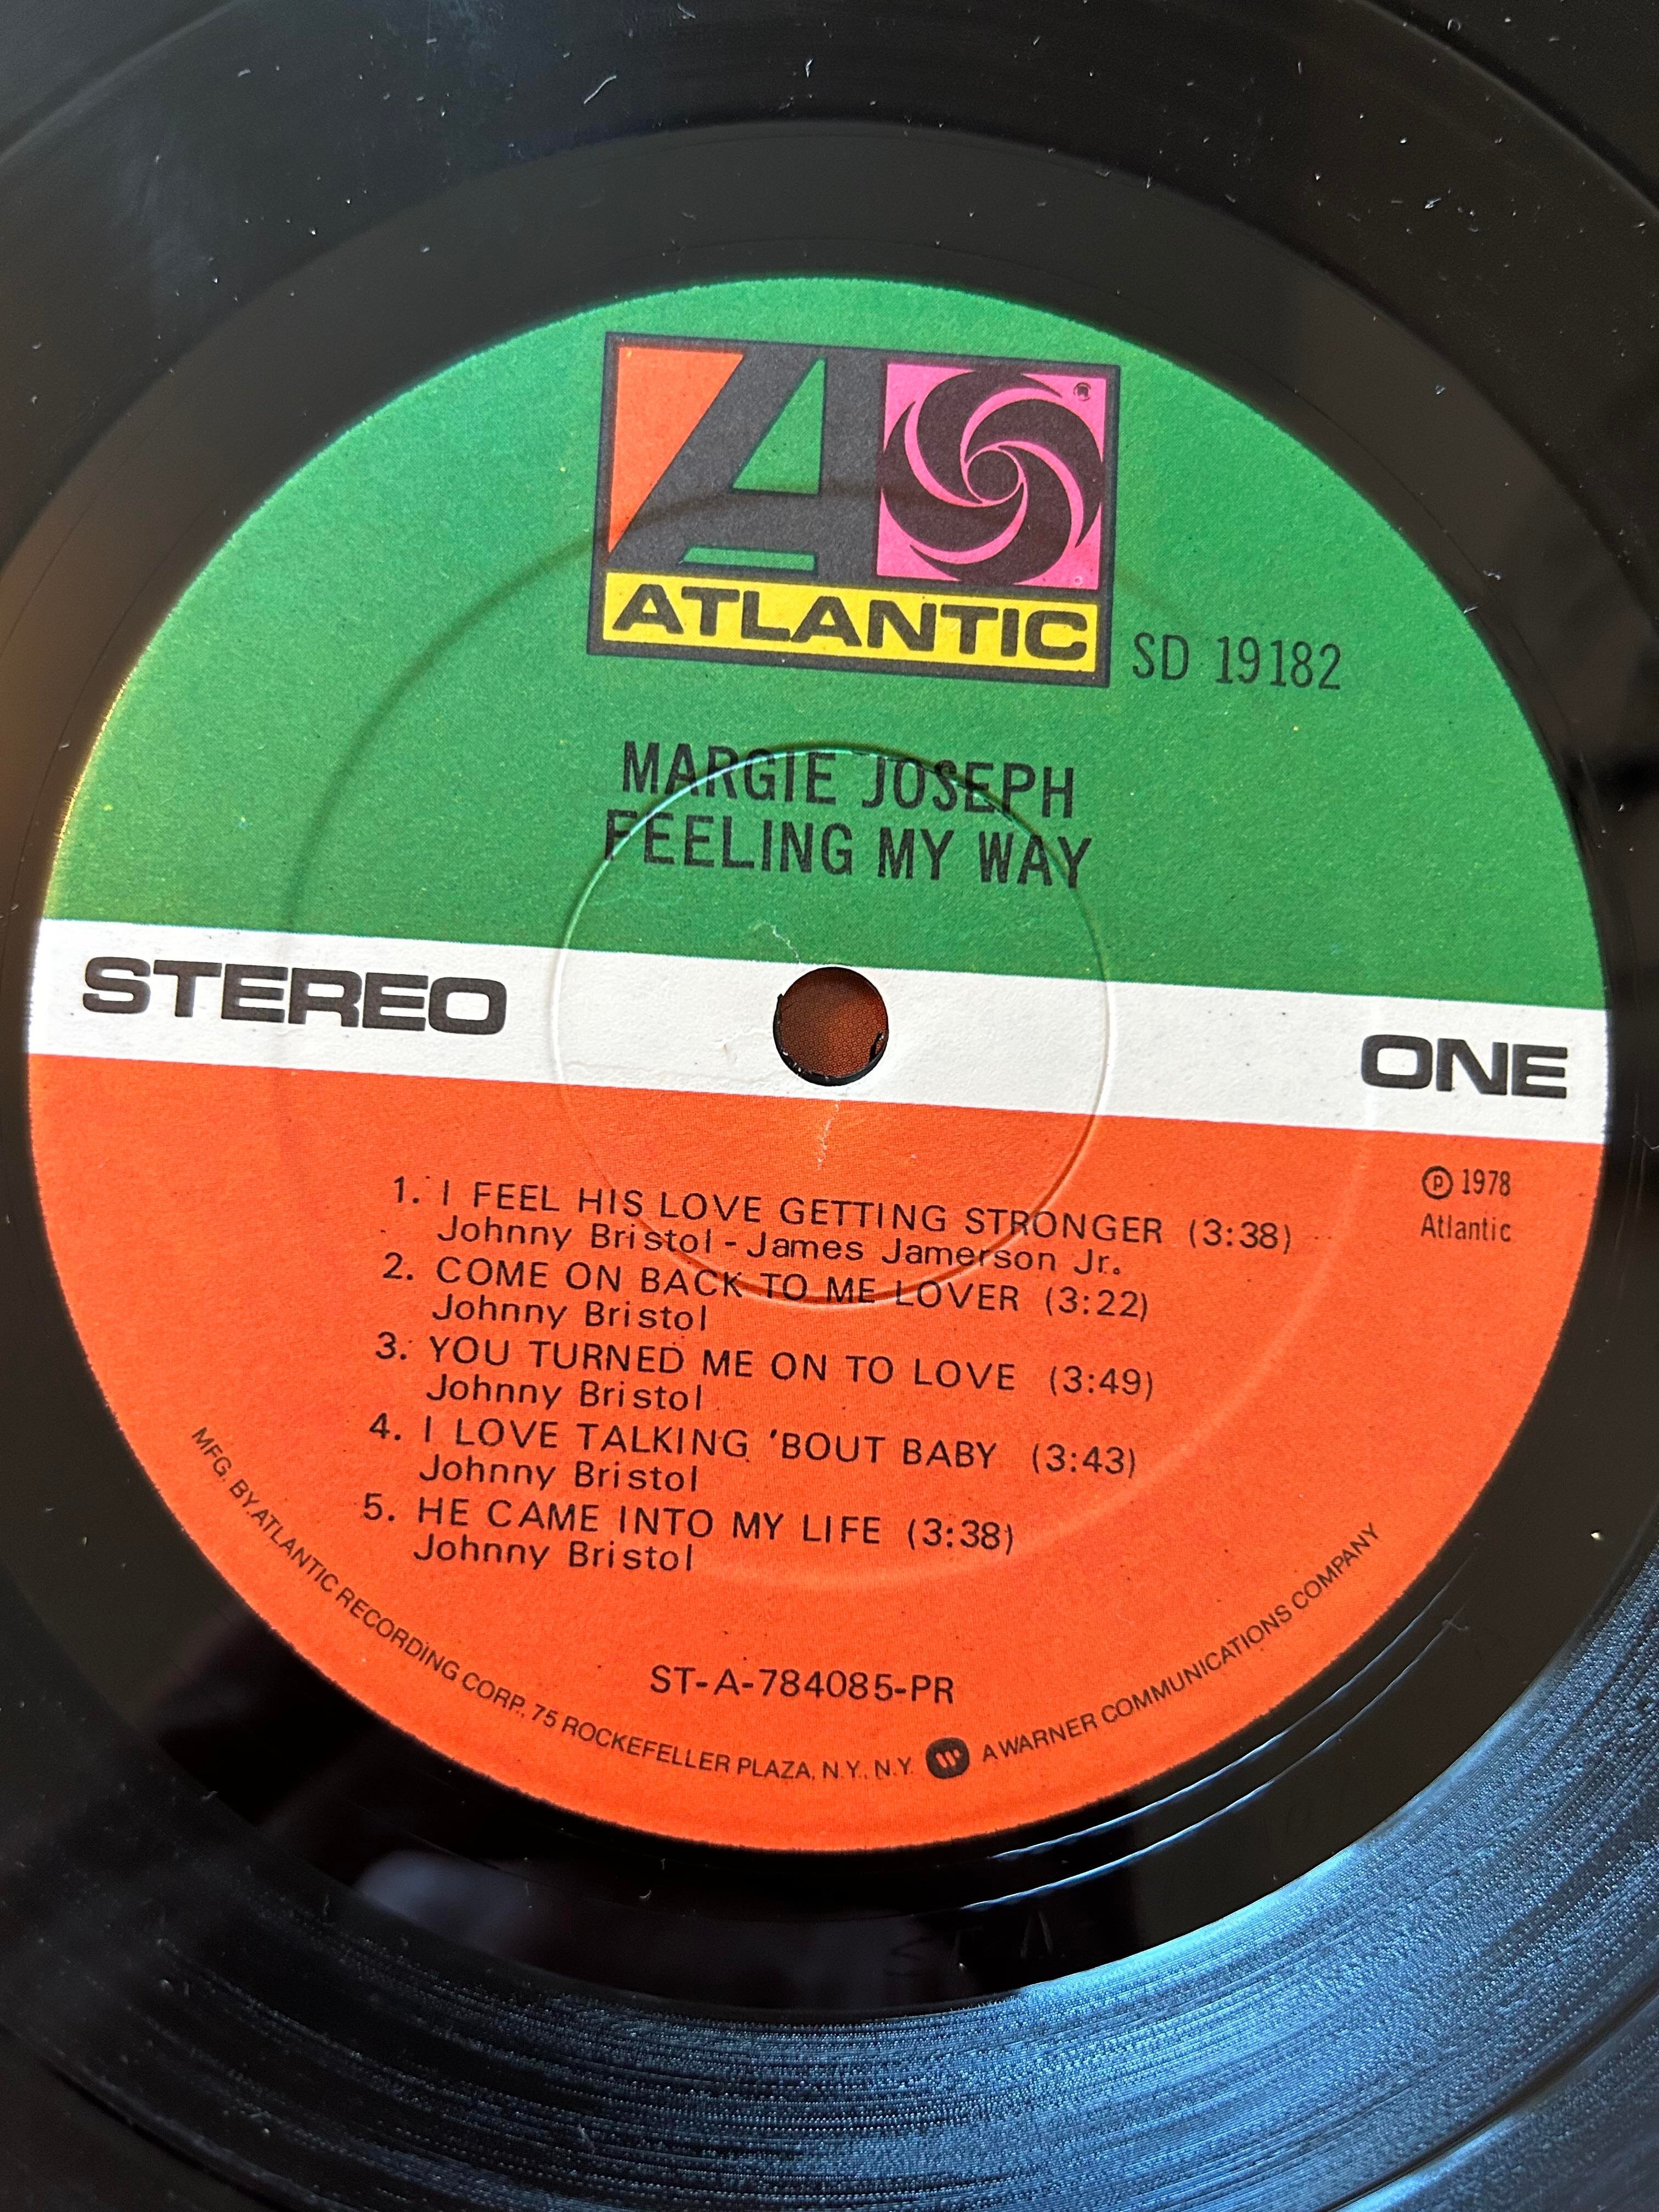 ATLANTIC
SD 19182
MARGIE JOSEPH
FEELING MY WAY
STEREO
ONE
℗ 1978
Atlantic
1. I FEEL HIS LOVE GETTING STRONGER (3:38)
Johnny Bristol - James Jamerson Jr.
2. COME ON BACK TO ME LOVER (3:22)
Johnny Bristol
3. YOU TURNED ME ON TO LOVE (3:49)
Johnny Bristol
4. I LOVE TALKING 'BOUT BABY (3:43)
Johnny Bristol
5. HE CAME INTO MY LIFE (3:38)
Johnny Bristol
ST-A-784085-PR
MFG. BY ATLANTIC RECORDING CORP., 75 ROCKEFELLER PLAZA, N.Y., N.Y. A WARNER COMMUNICATIONS COMPANY